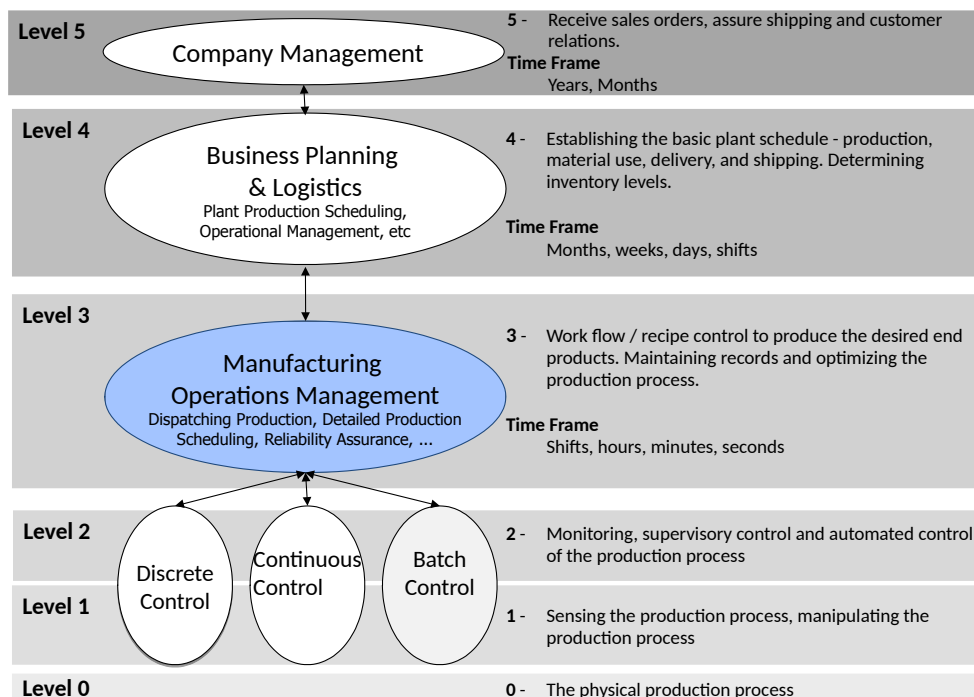 Level 5
Company Management
5 - Receive sales orders, assure shipping and customer
relations.
Time Frame
Years, Months
Level 4
Business Planning
& Logistics
Plant Production Scheduling,
Operational Management, etc
4 - Establishing the basic plant schedule - production,
material use, delivery, and shipping. Determining
inventory levels.
Time Frame
Months, weeks, days, shifts
Level 3
Manufacturing
Operations Management
Dispatching Production, Detailed Production
Scheduling, Reliability Assurance, ...
3 - Work flow / recipe control to produce the desired end
products. Maintaining records and optimizing the
production process.
Time Frame
Shifts, hours, minutes, seconds
Level 2
Discrete
Control
Continuous
Control
Batch
Control
2 - Monitoring, supervisory control and automated control
of the production process
Level 1
1 - Sensing the production process, manipulating the
production process
Level 0
0 - The physical production process